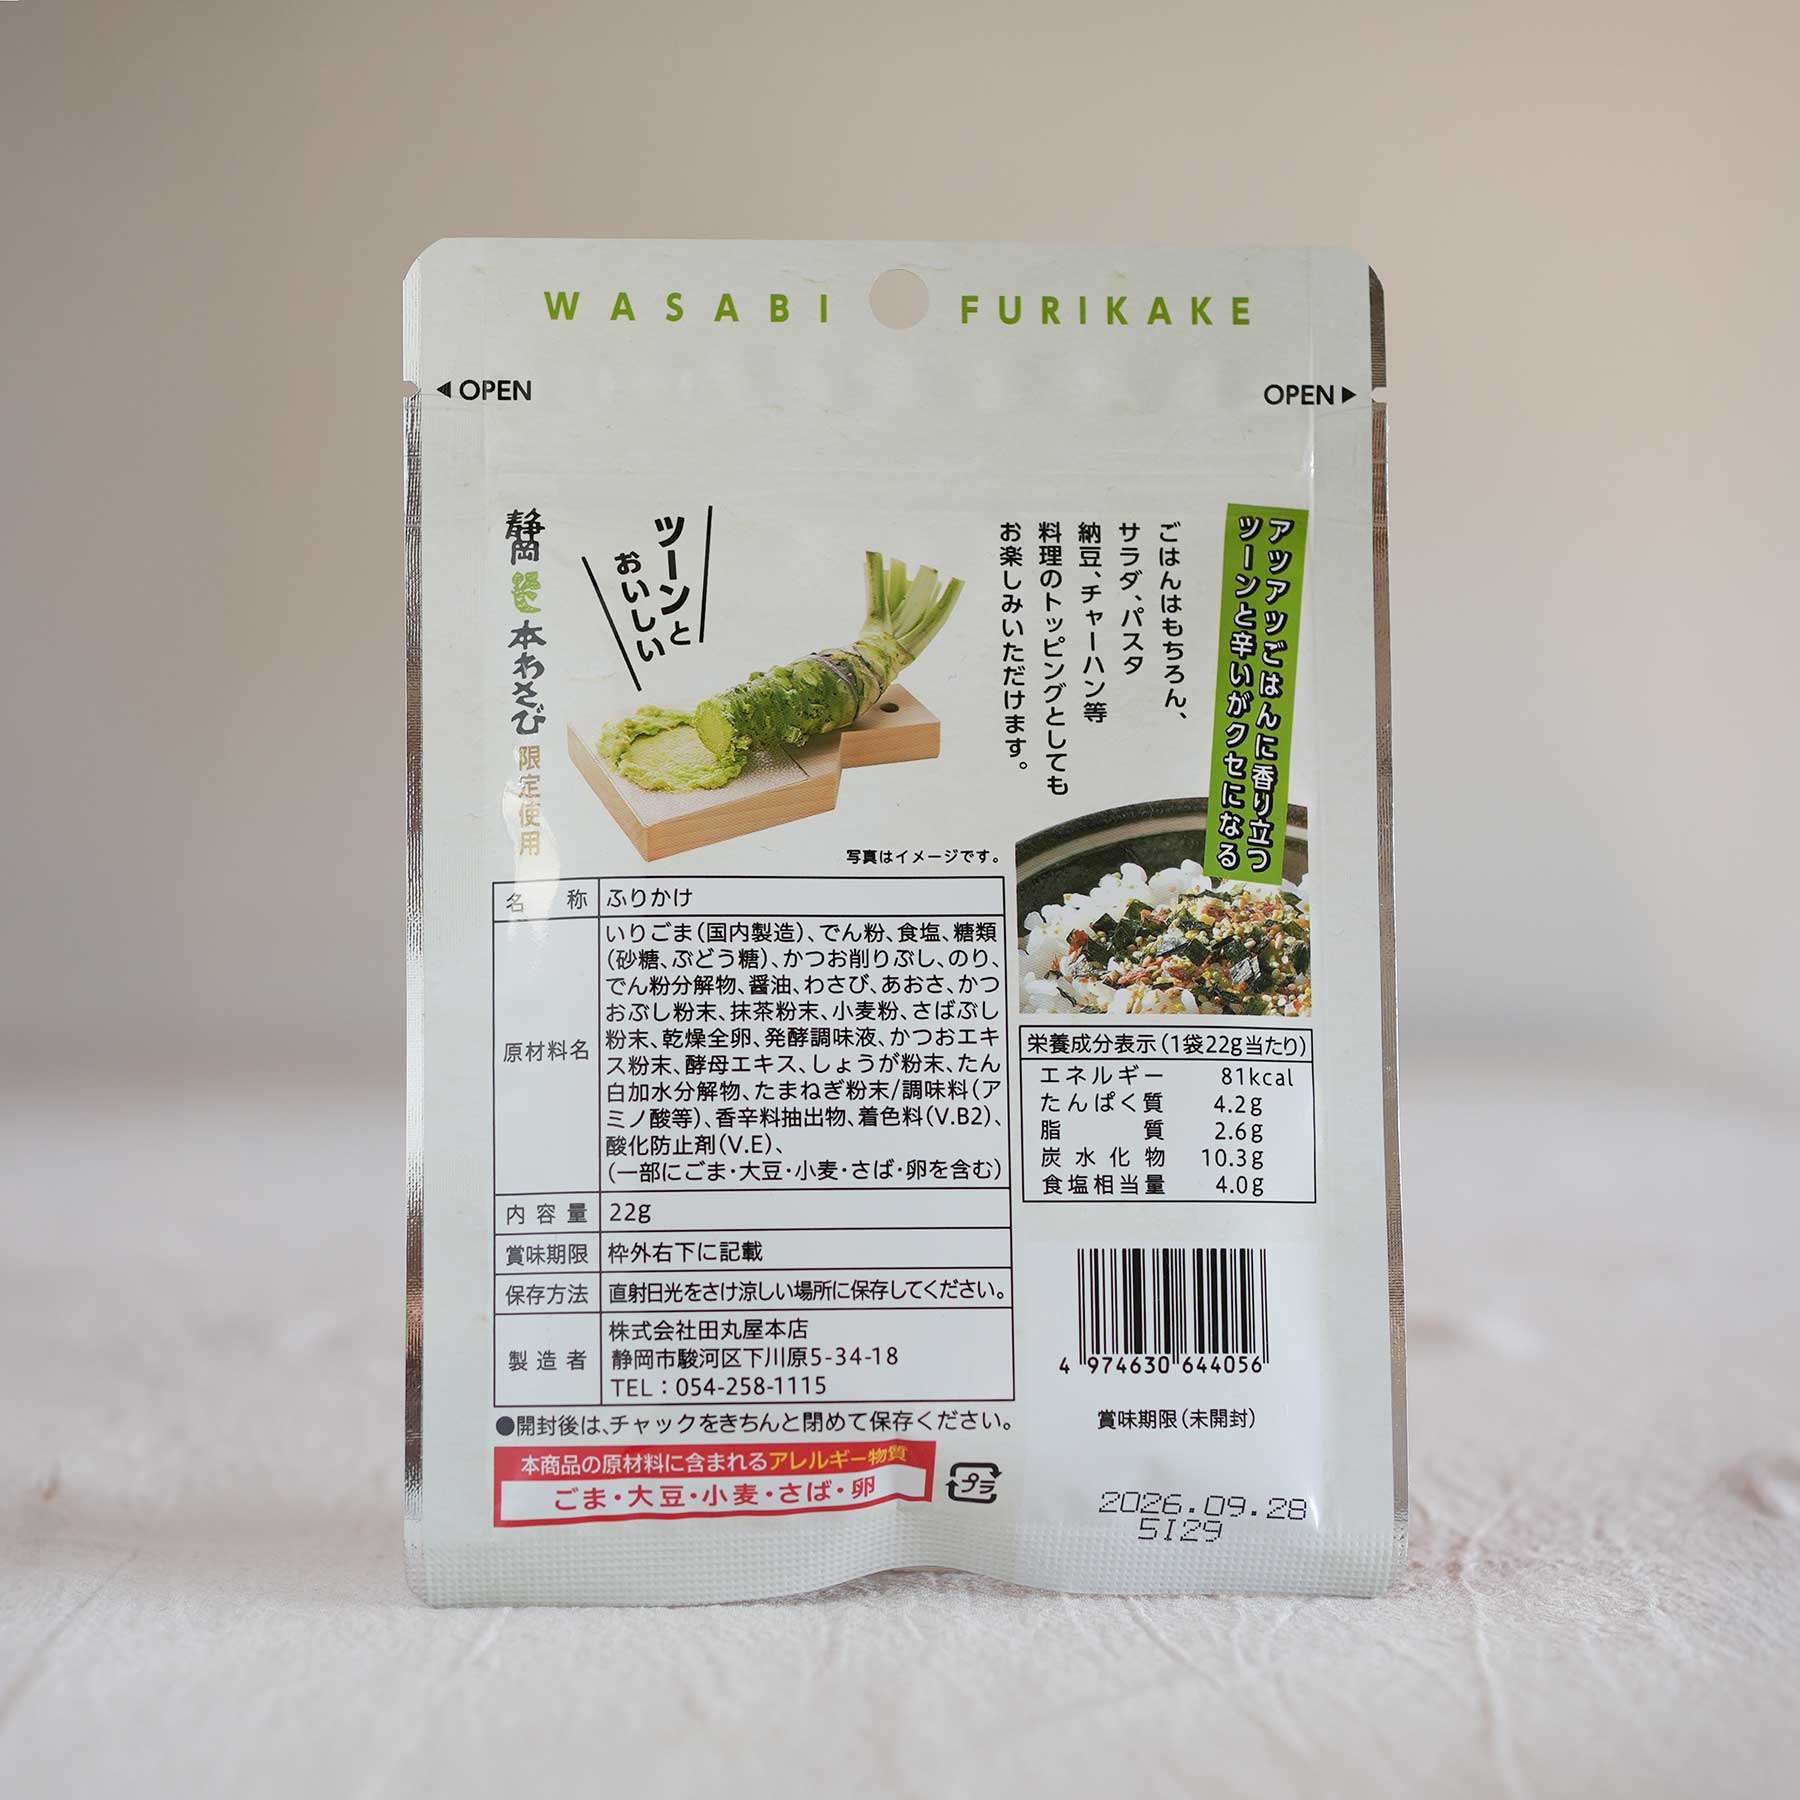 WASABI FURIKAKE
◀OPEN
OPEN▶
アツアツごはんに香り立つ
ツーンと辛いがクセになる
ごはんはもちろん、
サラダ、パスタ
納豆、チャーハン等
料理のトッピングとしても
お楽しみいただけます。
ツーンと
おいしい
静岡
本わさび
限定使用
写真はイメージです。
名称 ふりかけ
原材料名
いりごま(国内製造)、でん粉、食塩、糖類
(砂糖、ぶどう糖)、かつお削りぶし、のり、
でん粉分解物、醤油、わさび、あおさ、かつ
おぶし粉末、抹茶粉末、小麦粉、さばぶし
粉末、乾燥全卵、発酵調味液、かつおエキ
ス粉末、酵母エキス、しょうが粉末、たん
白加水分解物、たまねぎ粉末/調味料(ア
ミノ酸等)、香辛料抽出物、着色料(V.B2)、
酸化防止剤(V.E)、
(一部にごま・大豆・小麦・さば・卵を含む)
内容量 22g
賞味期限 枠外右下に記載
保存方法 直射日光をさけ涼しい場所に保存してください。
製造者
株式会社田丸屋本店
静岡市駿河区下川原5-34-18
TEL：054-258-1115
●開封後は、チャックをきちんと閉めて保存ください。
本商品の原材料に含まれるアレルギー物質
ごま・大豆・小麦・さば・卵
プラ
栄養成分表示(1袋22g当たり)
エネルギー 81kcal
たんぱく質 4.2g
脂質 2.6g
炭水化物 10.3g
食塩相当量 4.0g
4 974630 644056
賞味期限(未開封)
2026.09.28
5I29